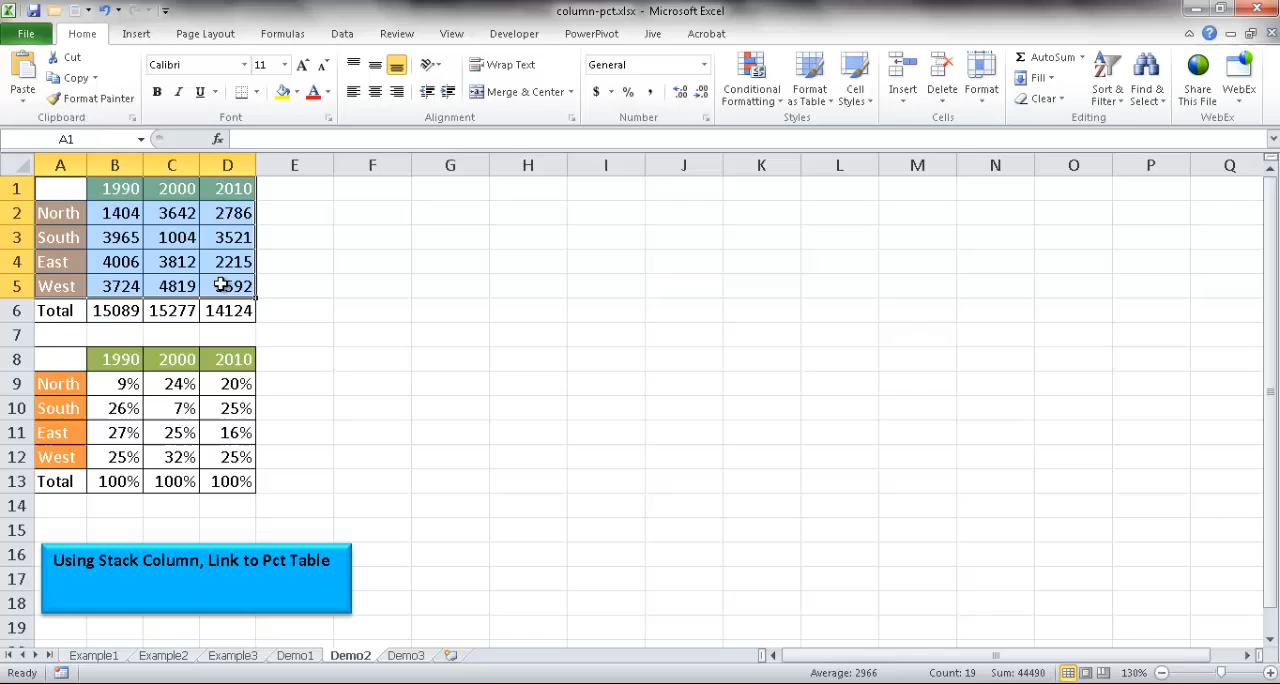 column-pct.xlsx - Microsoft Excel
File Home Insert Page Layout Formulas Data Review View Developer PowerPivot Jive Acrobat
Paste
Cut
Copy
Format Painter
Clipboard
Calibri 11
B I U
Font
Wrap Text
Merge & Center
Alignment
General
$ % ,
Number
Conditional Formatting
Format as Table
Cell Styles
Styles
Insert
Delete
Format
Cells
AutoSum
Fill
Clear
Sort & Filter
Find & Select
Editing
Share This File
WebEx
WebEx
A1 fx
A B C D E F G H I J K L M N O P Q
1 1990 2000 2010
2 North 1404 3642 2786
3 South 3965 1004 3521
4 East 4006 3812 2215
5 West 3724 4819 592
6 Total 15089 15277 14124
7
8 1990 2000 2010
9 North 9% 24% 20%
10 South 26% 7% 25%
11 East 27% 25% 16%
12 West 25% 32% 25%
13 Total 100% 100% 100%
14
15
16
17
18
19
Using Stack Column, Link to Pct Table
Example1 Example2 Example3 Demo1 Demo2 Demo3
Ready Average: 2966 Count: 19 Sum: 44490 130%